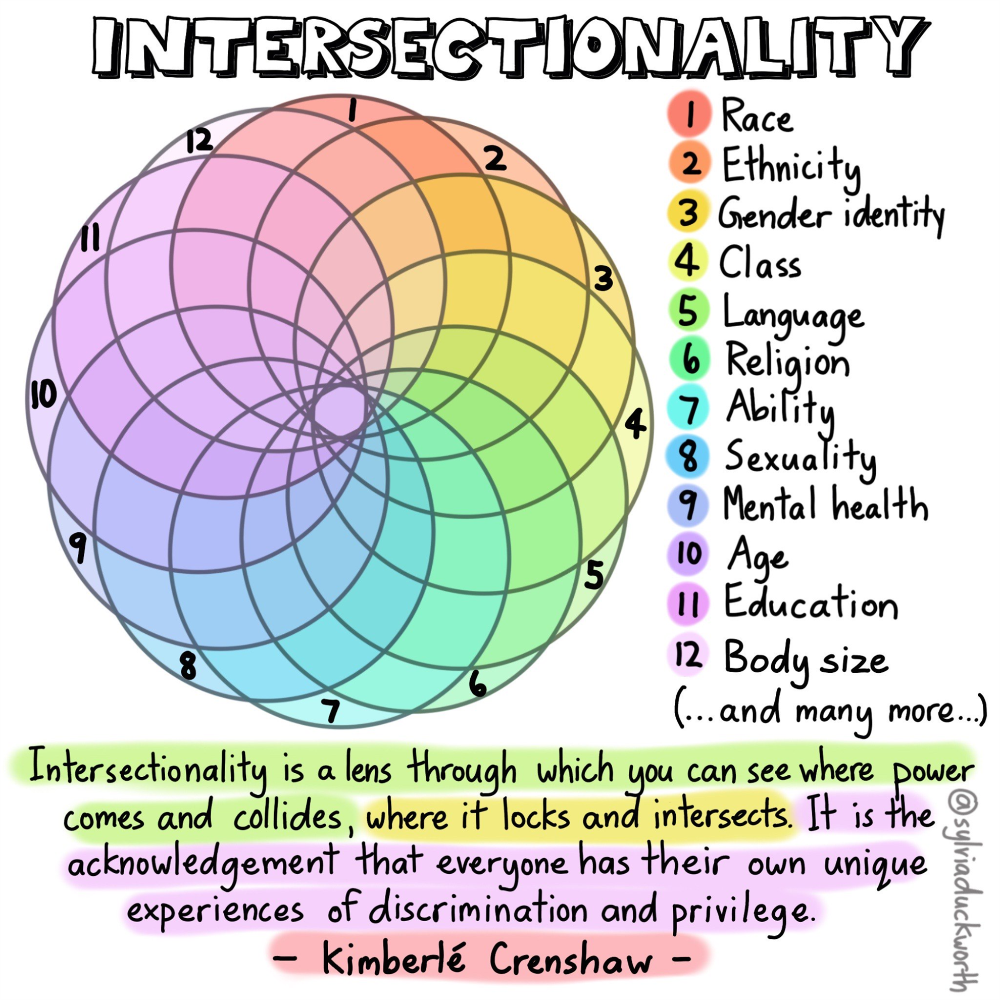 INTERSECTIONALITY
1
2
3
4
5
6
7
8
9
10
11
12
1 Race
2 Ethnicity
3 Gender identity
4 Class
5 Language
6 Religion
7 Ability
8 Sexuality
9 Mental health
10 Age
11 Education
12 Body size
(...and many more...)
Intersectionality is a lens through which you can see where power
comes and collides, where it locks and intersects. It is the
acknowledgement that everyone has their own unique
experiences of discrimination and privilege.
- Kimberlé Crenshaw -
@sylviaduckworth